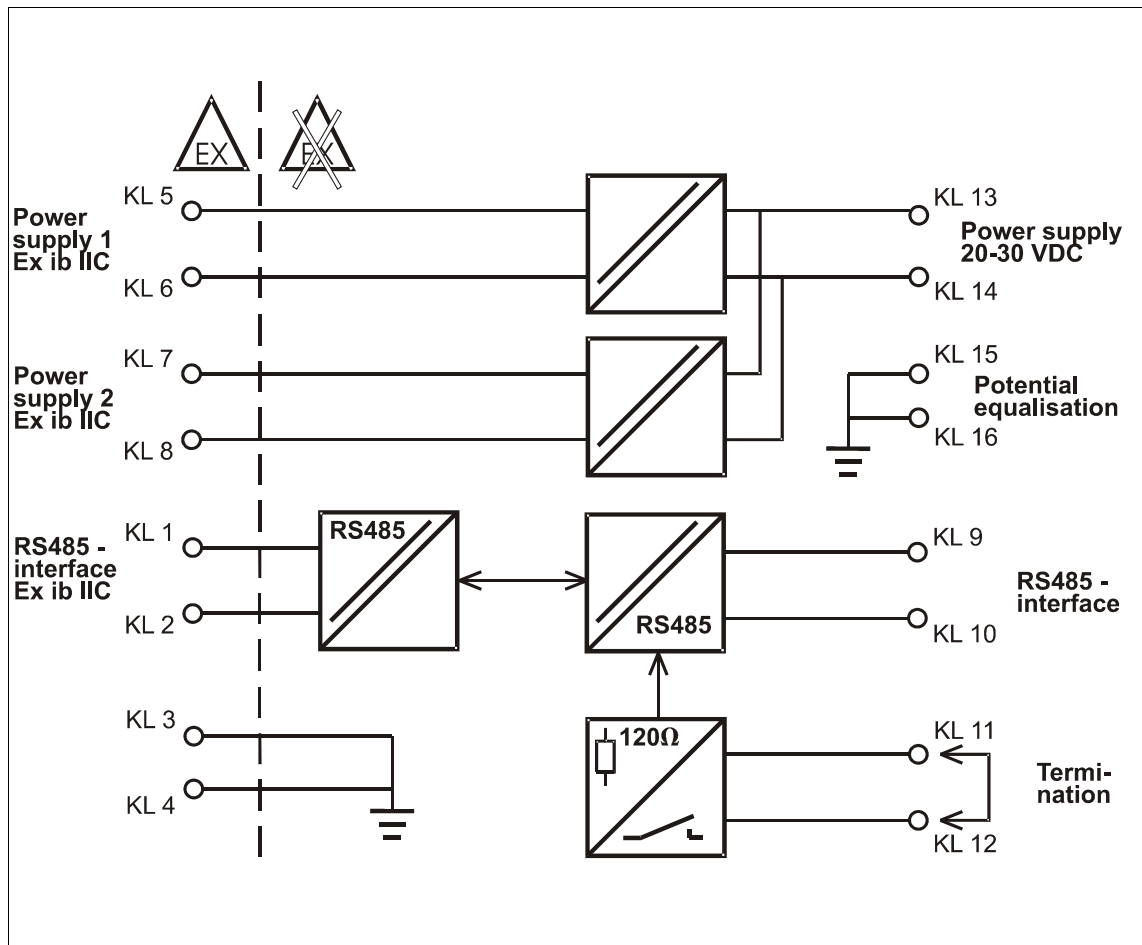 EX
EX
KL 5
Power
supply 1
Ex ib IIC
KL 6
KL 13
Power supply
20-30 VDC
KL 14
KL 7
Power
supply 2
Ex ib IIC
KL 8
KL 15
Potential
equalisation
KL 16
KL 1
RS485 -
interface
Ex ib IIC
KL 2
RS485
RS485
KL 9
RS485 -
interface
KL 10
KL 3
KL 4
120Ω
KL 11
Termi-
nation
KL 12